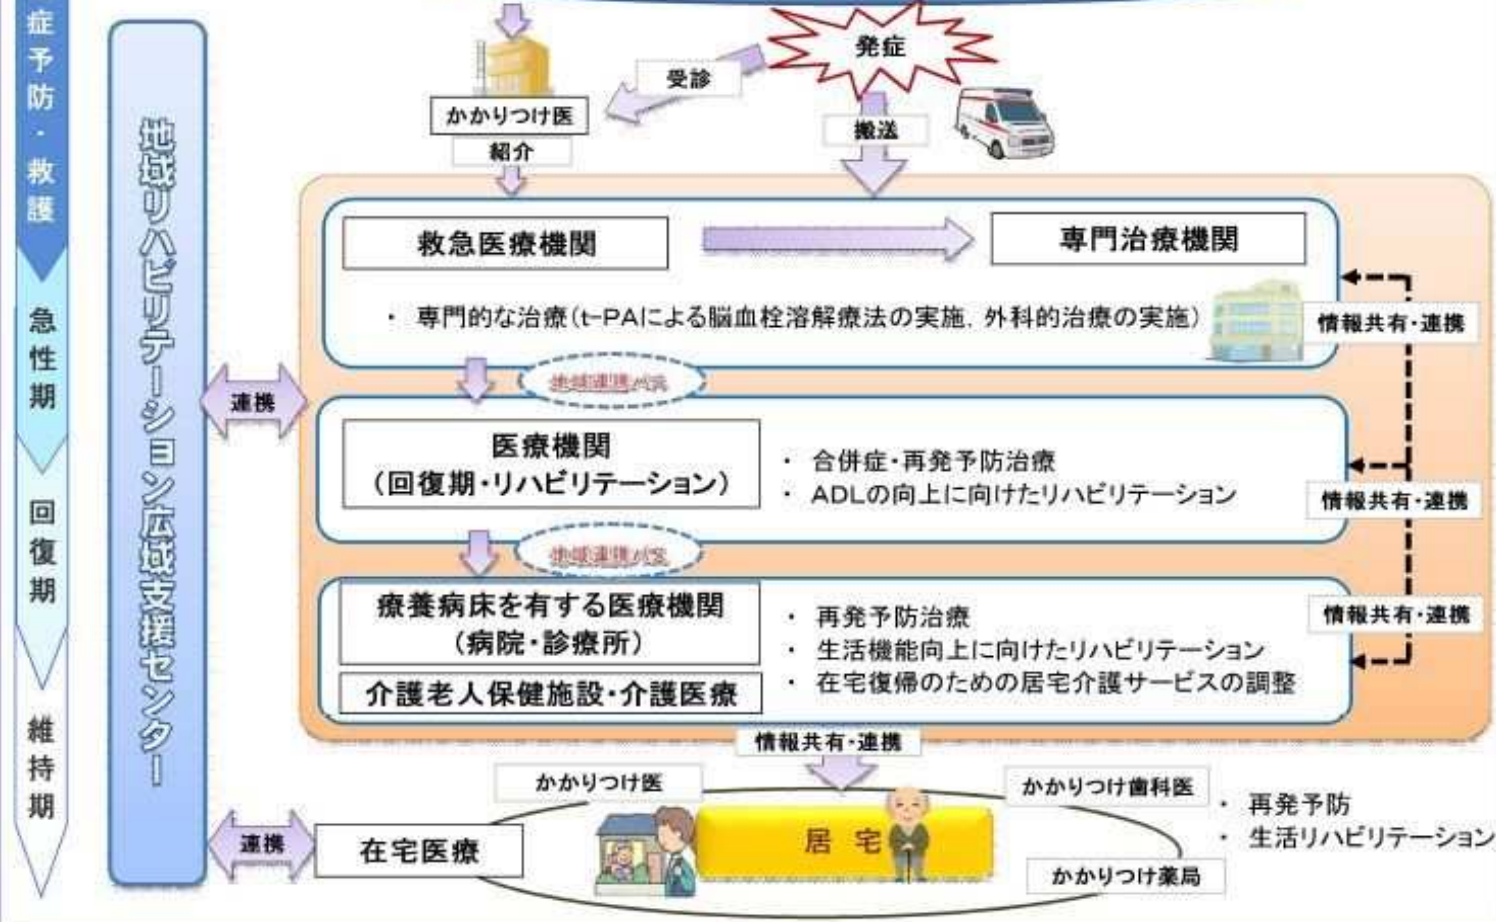 症予防・救護
急性期
回復期
維持期
地域リハビリテーション広域支援センター
発症
受診
かかりつけ医
搬送
紹介
救急医療機関
専門治療機関
・ 専門的な治療（t-PAによる脳血栓溶解療法の実施，外科的治療の実施）
情報共有・連携
地域連携パス
連携
医療機関
（回復期・リハビリテーション）
・ 合併症・再発予防治療
・ ADLの向上に向けたリハビリテーション
情報共有・連携
地域連携パス
療養病床を有する医療機関
（病院・診療所）
介護老人保健施設・介護医療
・ 再発予防治療
・ 生活機能向上に向けたリハビリテーション
・ 在宅復帰のための居宅介護サービスの調整
情報共有・連携
情報共有・連携
かかりつけ医
かかりつけ歯科医
・ 再発予防
・ 生活リハビリテーション
連携
在宅医療
居宅
かかりつけ薬局